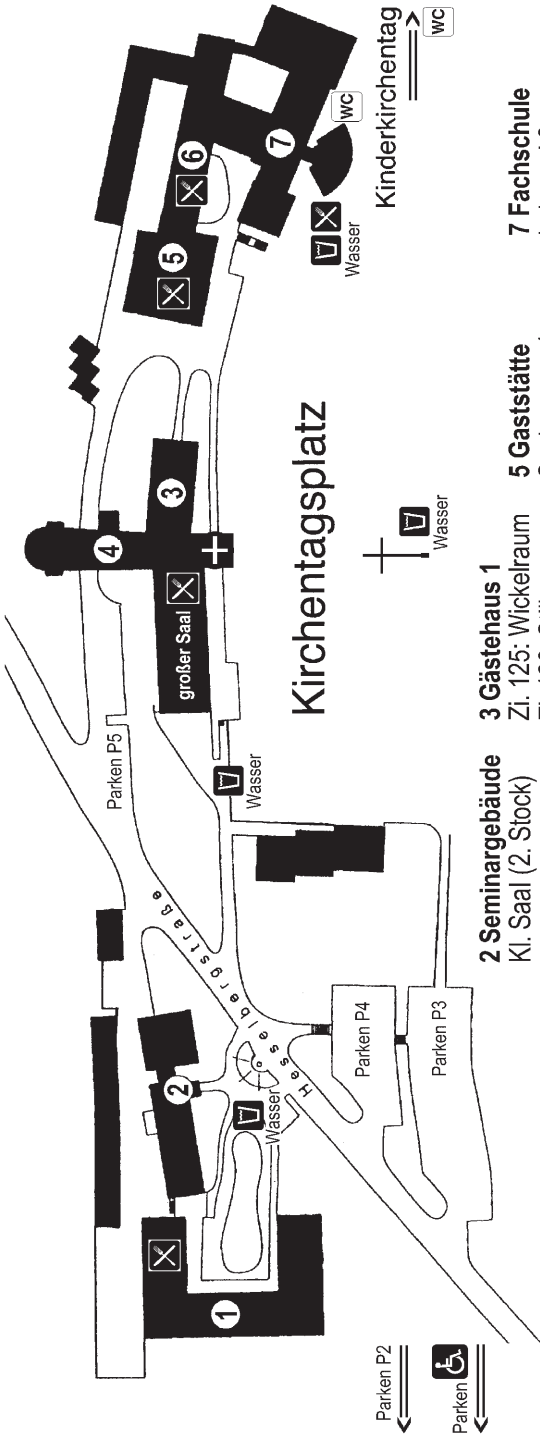 Kinderkirchentag
WC
WC
7
6
5
Wasser
3
4
großer Saal
Kirchentagsplatz
Wasser
Parken P5
Wasser
Hesselbergstraße
2
Wasser
Parken P4
Parken P3
1
Parken P2
Parken
2 Seminargebäude
Kl. Saal (2. Stock)
3 Gästehaus 1
Zi. 125: Wickelraum
5 Gaststätte
7 Fachschule